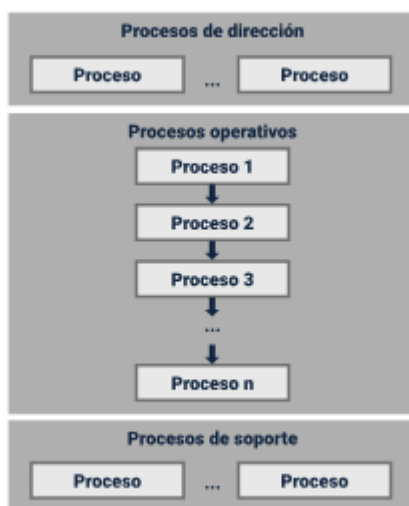 Procesos de dirección
Proceso ... Proceso
Procesos operativos
Proceso 1
Proceso 2
Proceso 3
...
Proceso n
Procesos de soporte
Proceso ... Proceso